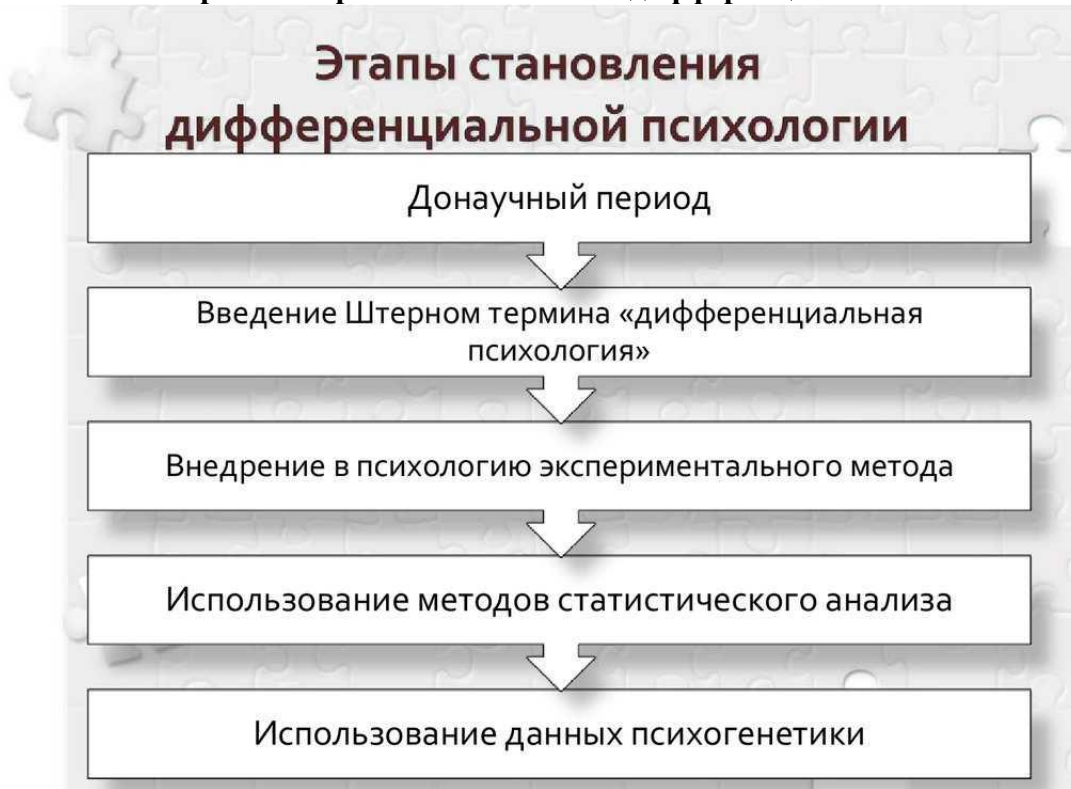 Этапы становления
дифференциальной психологии
Донаучный период
Введение Штерном термина «дифференциальная
психология»
Внедрение в психологию экспериментального метода
Использование методов статистического анализа
Использование данных психогенетики